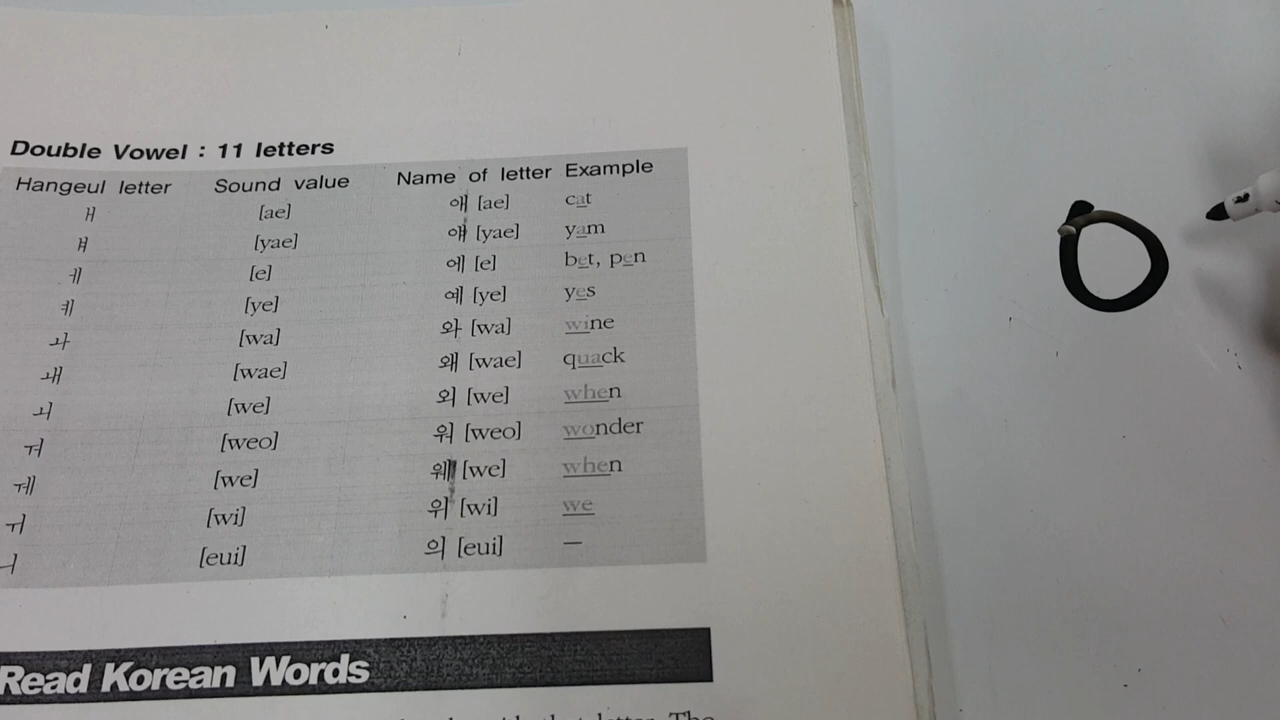 Double Vowel : 11 letters
Hangeul letter Sound value Name of letter Example
ㅐ [ae] 애 [ae] cat
ㅒ [yae] 얘 [yae] yam
ㅔ [e] 에 [e] bet, pen
ㅖ [ye] 예 [ye] yes
ㅘ [wa] 와 [wa] wine
ㅙ [wae] 왜 [wae] quack
ㅚ [we] 외 [we] when
ㅝ [weo] 워 [weo] wonder
ㅞ [we] 웨 [we] when
ㅟ [wi] 위 [wi] we
ㅢ [eui] 의 [eui] —
Read Korean Words
letter. The
ㅇ